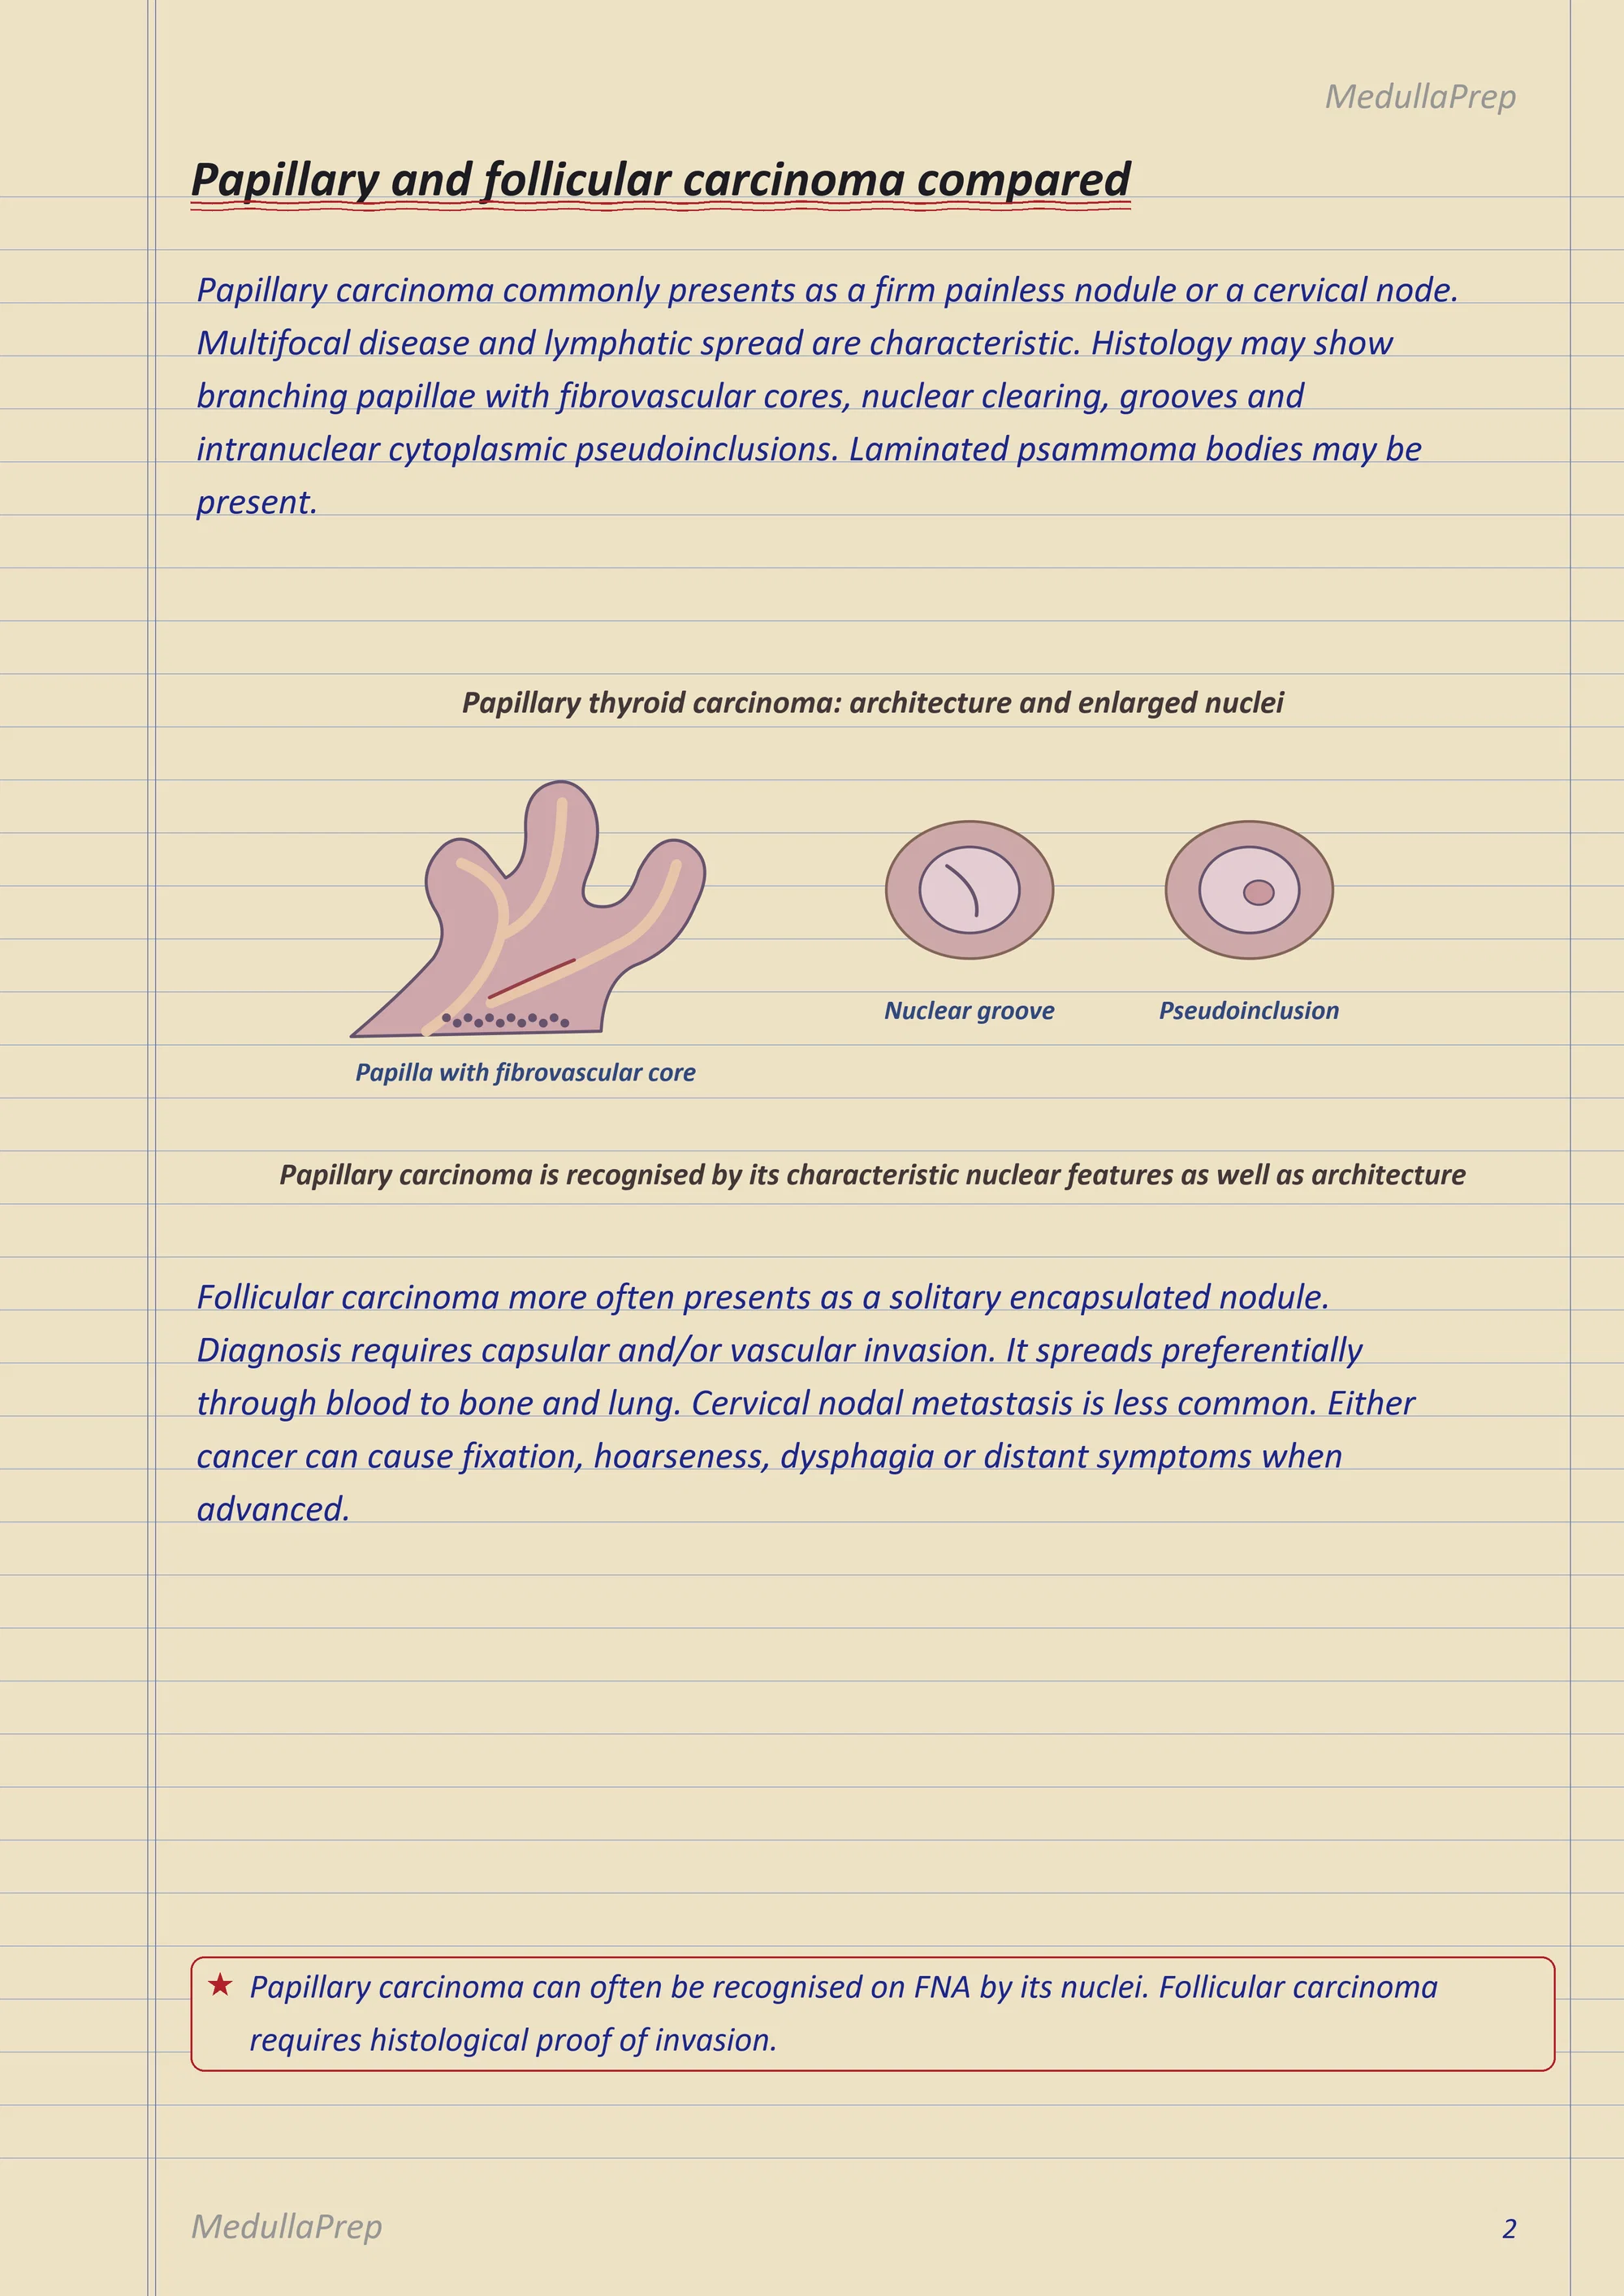 MedullaPrep
Papillary and follicular carcinoma compared
Papillary carcinoma commonly presents as a firm painless nodule or a cervical node.
Multifocal disease and lymphatic spread are characteristic. Histology may show
branching papillae with fibrovascular cores, nuclear clearing, grooves and
intranuclear cytoplasmic pseudoinclusions. Laminated psammoma bodies may be
present.
Papillary thyroid carcinoma: architecture and enlarged nuclei
Nuclear groove
Pseudoinclusion
Papilla with fibrovascular core
Papillary carcinoma is recognised by its characteristic nuclear features as well as architecture
Follicular carcinoma more often presents as a solitary encapsulated nodule.
Diagnosis requires capsular and/or vascular invasion. It spreads preferentially
through blood to bone and lung. Cervical nodal metastasis is less common. Either
cancer can cause fixation, hoarseness, dysphagia or distant symptoms when
advanced.
★ Papillary carcinoma can often be recognised on FNA by its nuclei. Follicular carcinoma
requires histological proof of invasion.
MedullaPrep
2